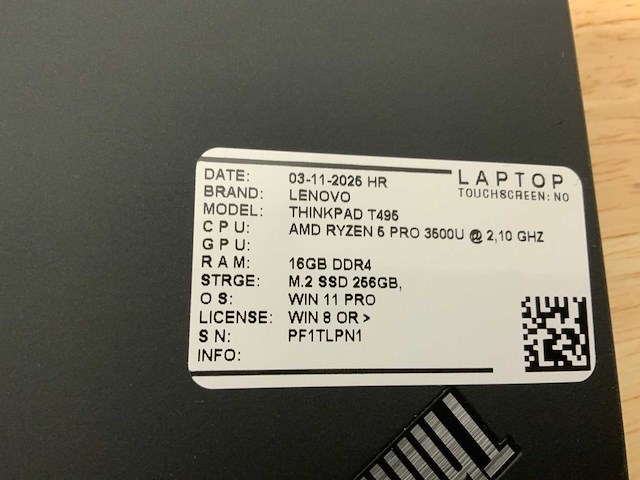 LAPTOP
TOUCHSCREEN: NO
DATE: 03-11-2025 HR
BRAND: LENOVO
MODEL: THINKPAD T495
CPU: AMD RYZEN 5 PRO 3500U @ 2,10 GHZ
GPU:
RAM: 16GB DDR4
STRGE: M.2 SSD 256GB,
OS: WIN 11 PRO
LICENSE: WIN 8 OR >
SN: PF1TLPN1
INFO:
Thin